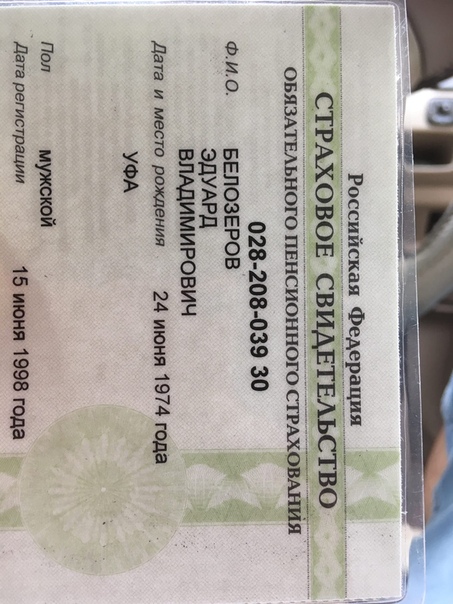 Российская Федерация
СТРАХОВОЕ СВИДЕТЕЛЬСТВО
ОБЯЗАТЕЛЬНОГО ПЕНСИОННОГО СТРАХОВАНИЯ
028-208-039 30
Ф.И.О. БЕЛОЗЕРОВ
ЭДУАРД
ВЛАДИМИРОВИЧ
Дата и место рождения 24 июня 1974 года
УФА
Пол мужской
Дата регистрации 15 июня 1998 года